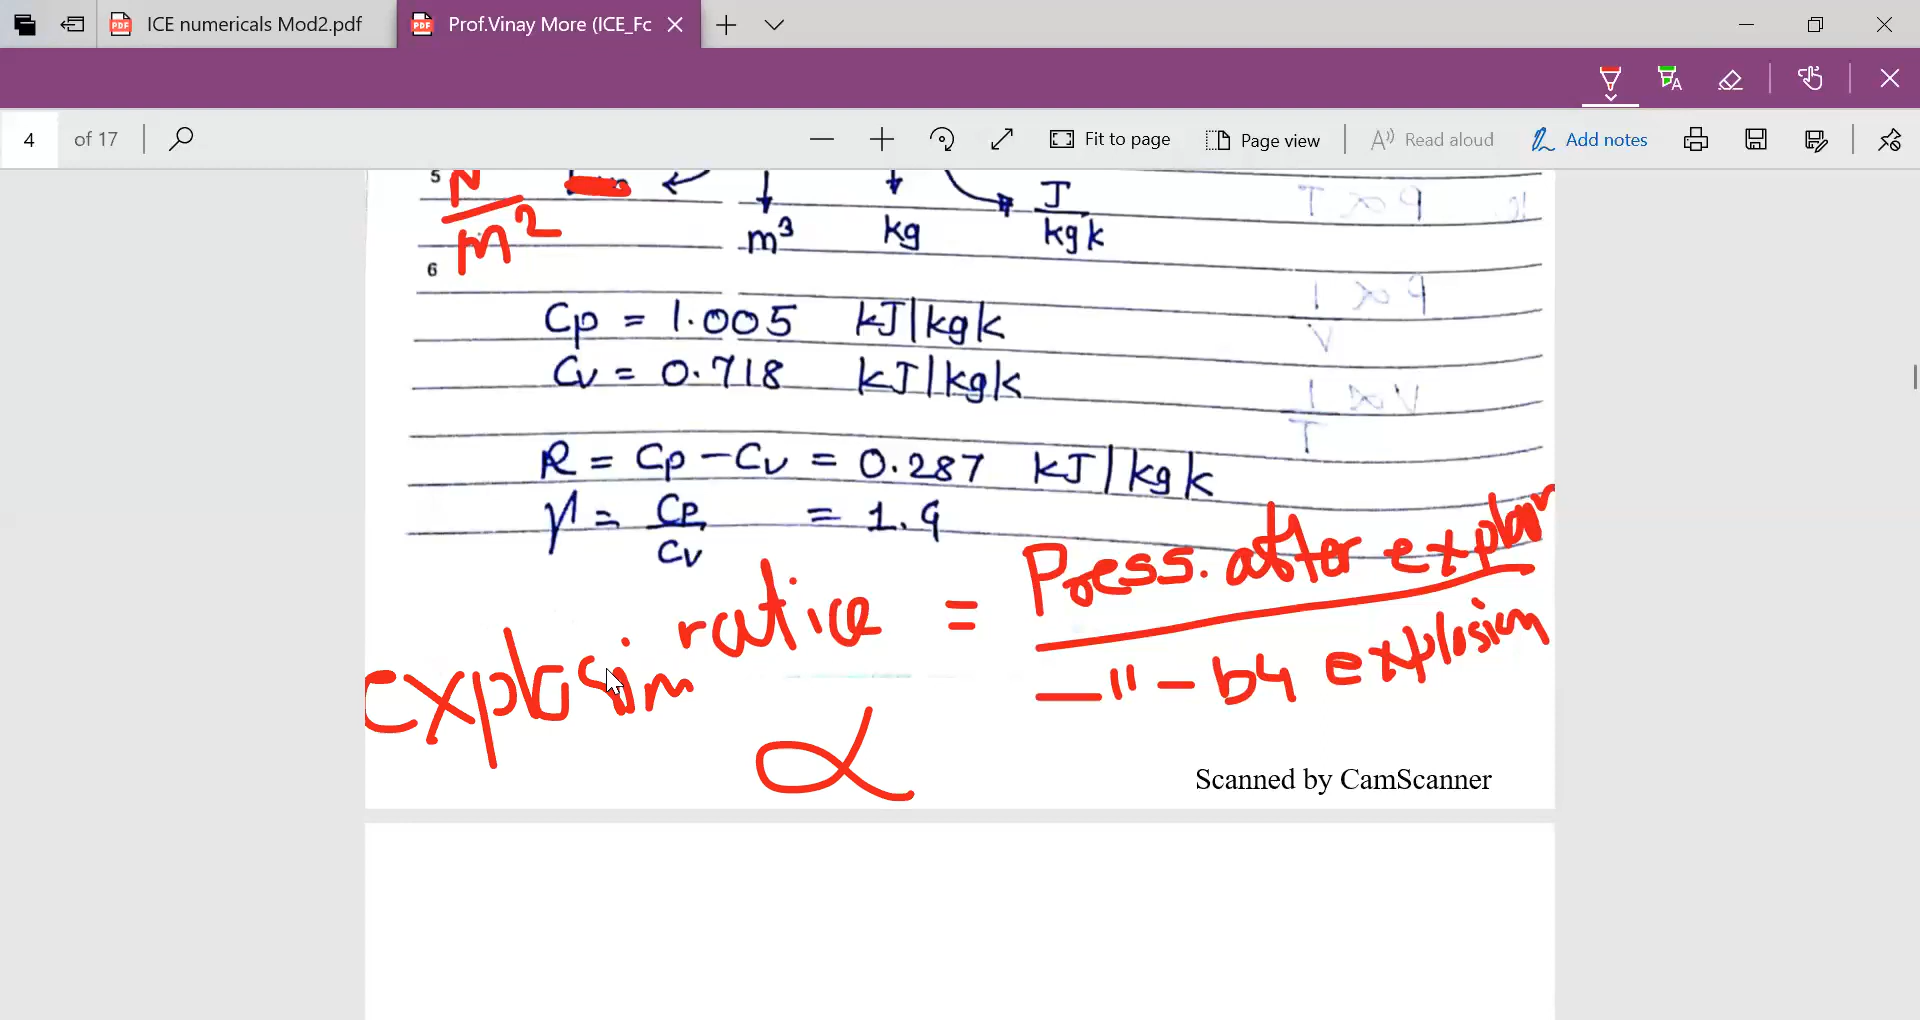 ICE numericals Mod2.pdf
Prof.Vinay More (ICE_Fc
4 of 17
Fit to page
Page view
Read aloud
Add notes
5
N
J
m²
m³ kg kgk
6
Cp = 1.005 kJ|kgk
Cv = 0.718 kJ|kgk
R = Cp - Cv = 0.287 kJ|kgk
γ = Cp/Cv = 1.4
Press. after
explosion ratio =
—"— b4 explosion
α
Scanned by CamScanner